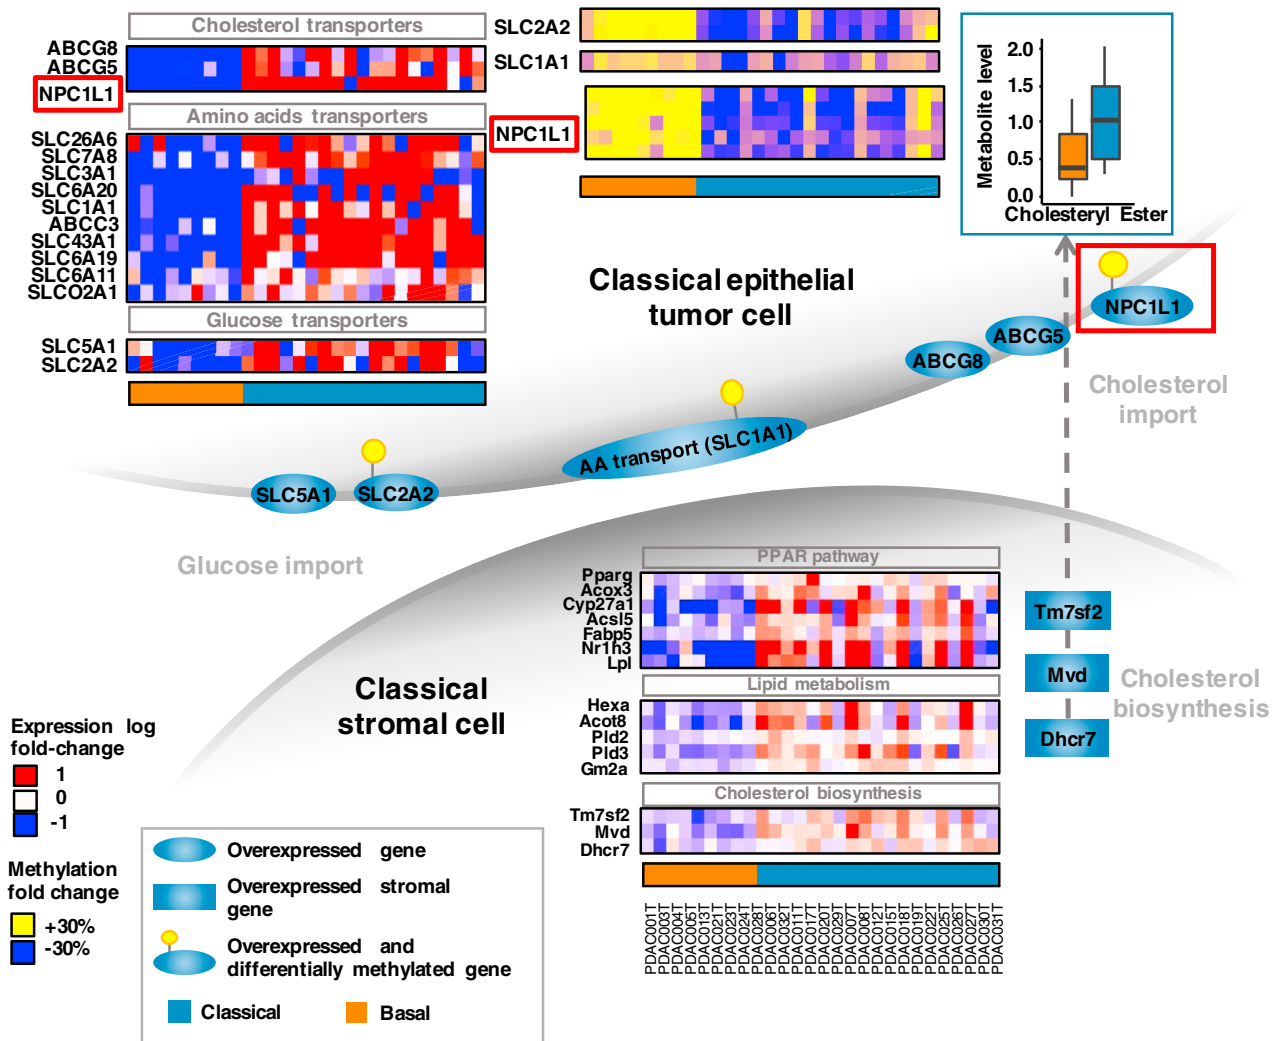 Cholesterol transporters
ABCG8
ABCG5
NPC1L1
Amino acids transporters
SLC26A6
SLC7A8
SLC3A1
SLC6A20
SLC1A1
ABCC3
SLC43A1
SLC6A19
SLC6A11
SLCO2A1
Glucose transporters
SLC5A1
SLC2A2
SLC2A2
SLC1A1
NPC1L1
Metabolite level
2.0
1.5
1.0
0.5
0.0
Cholesteryl Ester
Classical epithelial
tumor cell
NPC1L1
ABCG5
ABCG8
Cholesterol
import
AA transport (SLC1A1)
SLC5A1
SLC2A2
Glucose import
Classical
stromal cell
PPAR pathway
Pparg
Acox3
Cyp27a1
Acsl5
Fabp5
Nr1h3
Lpl
Lipid metabolism
Hexa
Acot8
Pld2
Pld3
Gm2a
Cholesterol biosynthesis
Tm7sf2
Mvd
Dhcr7
Tm7sf2
Mvd
Dhcr7
Cholesterol
biosynthesis
PDAC001T
PDAC003T
PDAC004T
PDAC005T
PDAC013T
PDAC021T
PDAC023T
PDAC024T
PDAC028T
PDAC006T
PDAC032T
PDAC011T
PDAC017T
PDAC020T
PDAC029T
PDAC007T
PDAC008T
PDAC012T
PDAC015T
PDAC018T
PDAC019T
PDAC022T
PDAC025T
PDAC026T
PDAC027T
PDAC030T
PDAC031T
Expression log
fold-change
1
0
-1
Methylation
fold change
+30%
-30%
Overexpressed gene
Overexpressed stromal
gene
Overexpressed and
differentially methylated gene
Classical
Basal